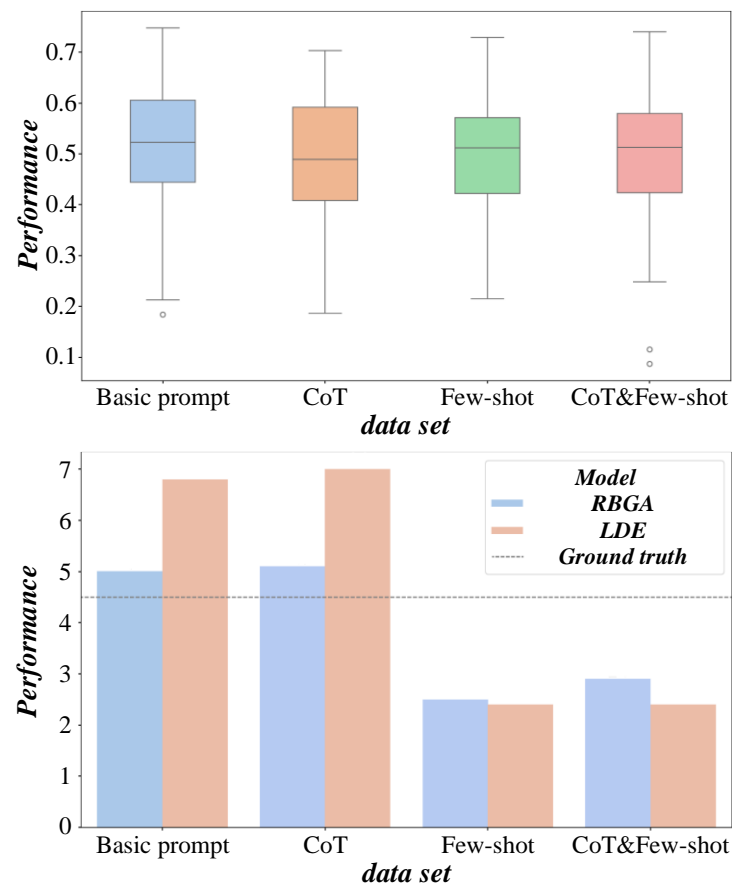 Performance
0.7
0.6
0.5
0.4
0.3
0.2
0.1
Basic prompt CoT Few-shot CoT&Few-shot
data set
Performance
7
6
5
4
3
2
1
0
Model
RBGA
LDE
Ground truth
Basic prompt CoT Few-shot CoT&Few-shot
data set